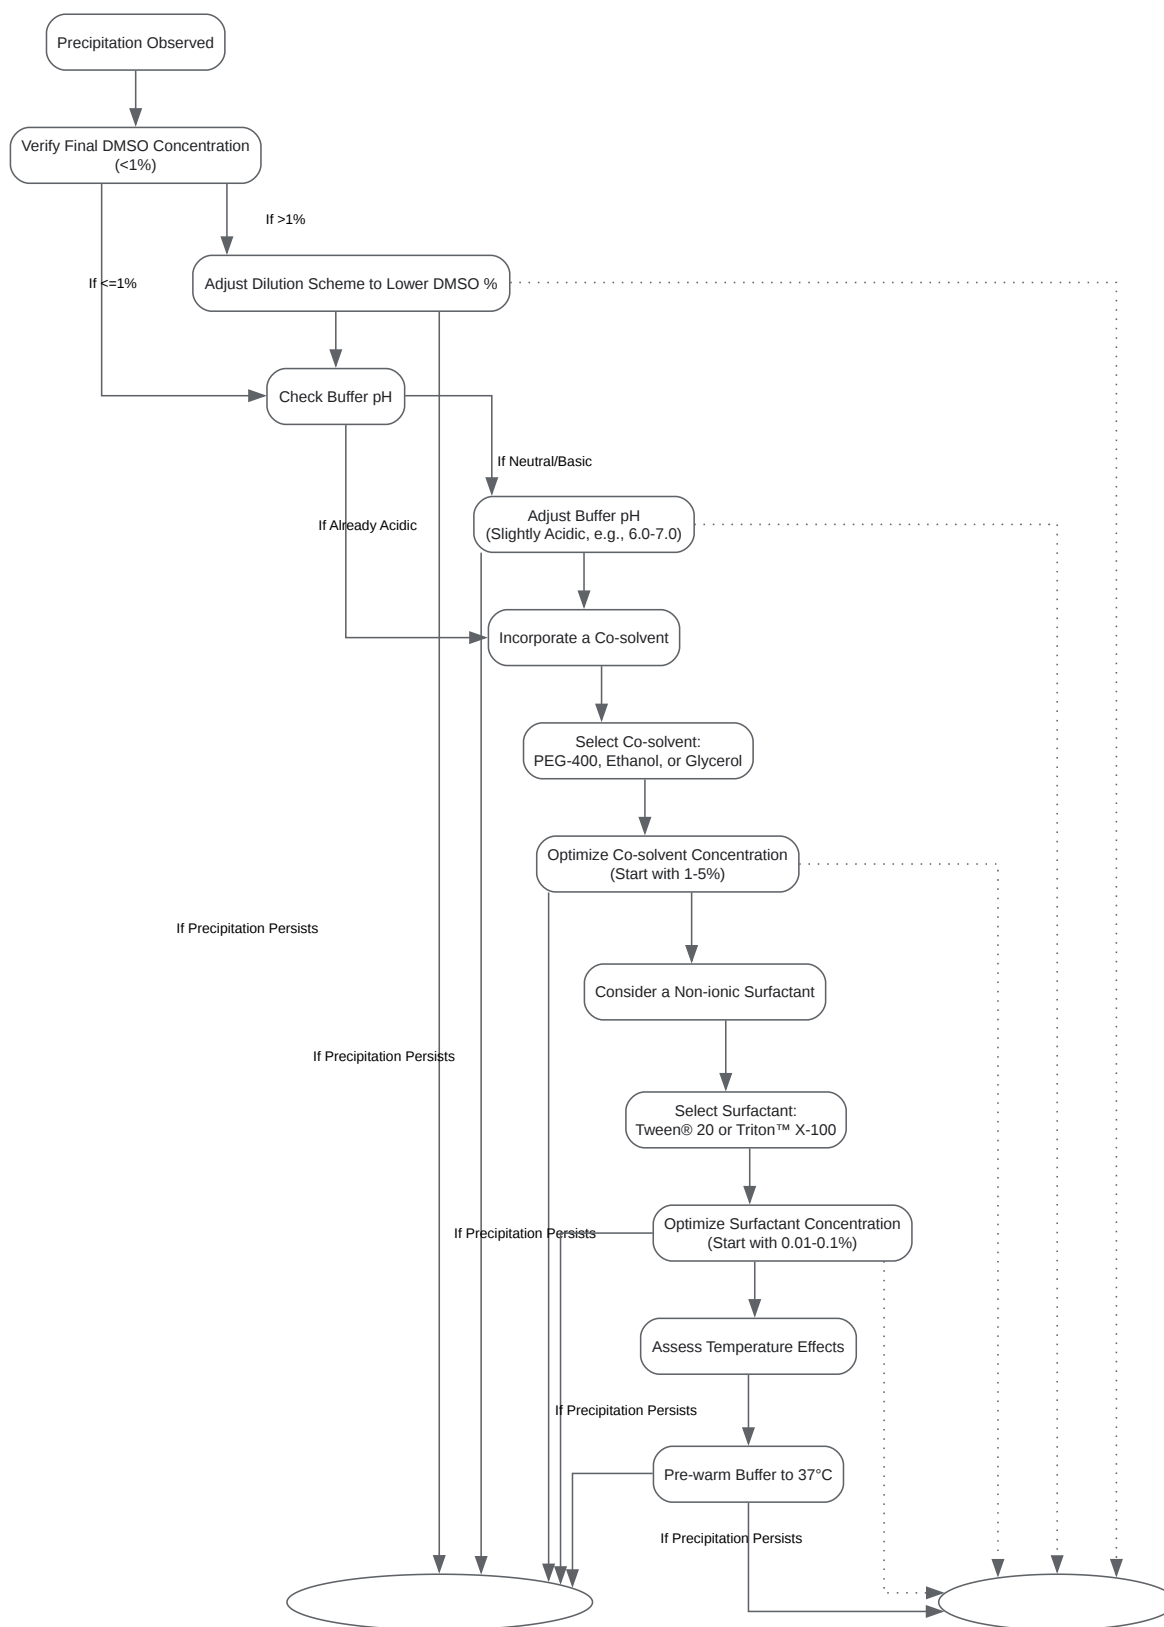 Precipitation Observed
Verify Final DMSO Concentration
(<1%)
If >1%
If <=1%
Adjust Dilution Scheme to Lower DMSO %
Check Buffer pH
If Neutral/Basic
If Already Acidic
Adjust Buffer pH
(Slightly Acidic, e.g., 6.0-7.0)
Incorporate a Co-solvent
Select Co-solvent:
PEG-400, Ethanol, or Glycerol
Optimize Co-solvent Concentration
(Start with 1-5%)
If Precipitation Persists
Consider a Non-ionic Surfactant
If Precipitation Persists
Select Surfactant:
Tween® 20 or Triton™ X-100
Optimize Surfactant Concentration
(Start with 0.01-0.1%)
If Precipitation Persists
Assess Temperature Effects
If Precipitation Persists
Pre-warm Buffer to 37°C
If Precipitation Persists